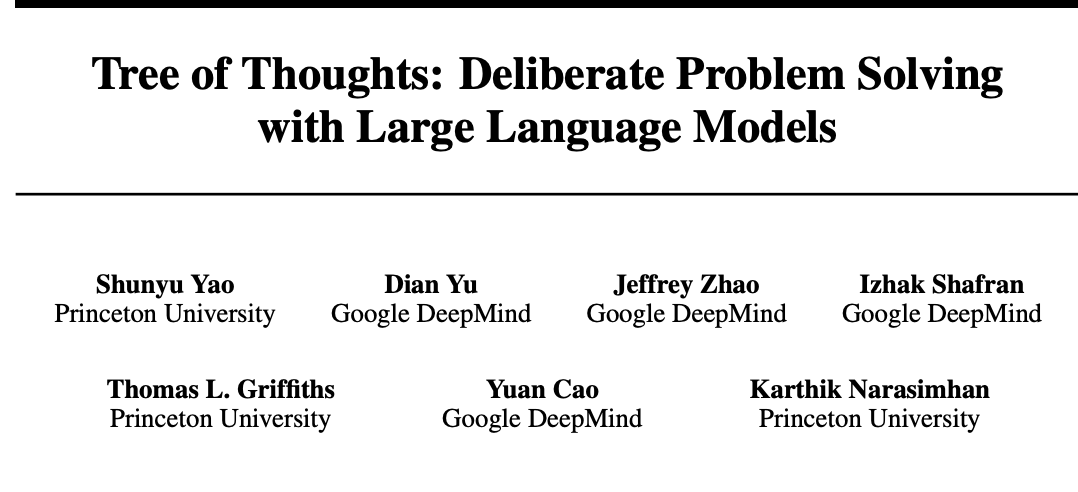 Tree of Thoughts: Deliberate Problem Solving
with Large Language Models
Shunyu Yao Dian Yu Jeffrey Zhao Izhak Shafran
Princeton University Google DeepMind Google DeepMind Google DeepMind
Thomas L. Griffiths Yuan Cao Karthik Narasimhan
Princeton University Google DeepMind Princeton University